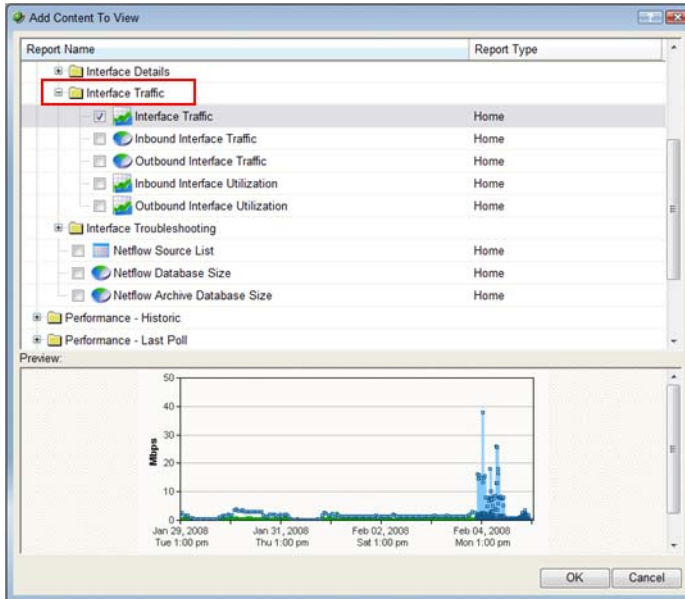 Add Content To View
Report Name Report Type
Interface Details
Interface Traffic
Interface Traffic Home
Inbound Interface Traffic Home
Outbound Interface Traffic Home
Inbound Interface Utilization Home
Outbound Interface Utilization Home
Interface Troubleshooting
Netflow Source List Home
Netflow Database Size Home
Netflow Archive Database Size Home
Performance - Historic
Performance - Last Poll
Preview:
50
40
30
20
10
0
Mbps
Jan 29, 2008 Jan 31, 2008 Feb 02, 2008 Feb 04, 2008
Tue 1:00 pm Thu 1:00 pm Sat 1:00 pm Mon 1:00 pm
OK Cancel